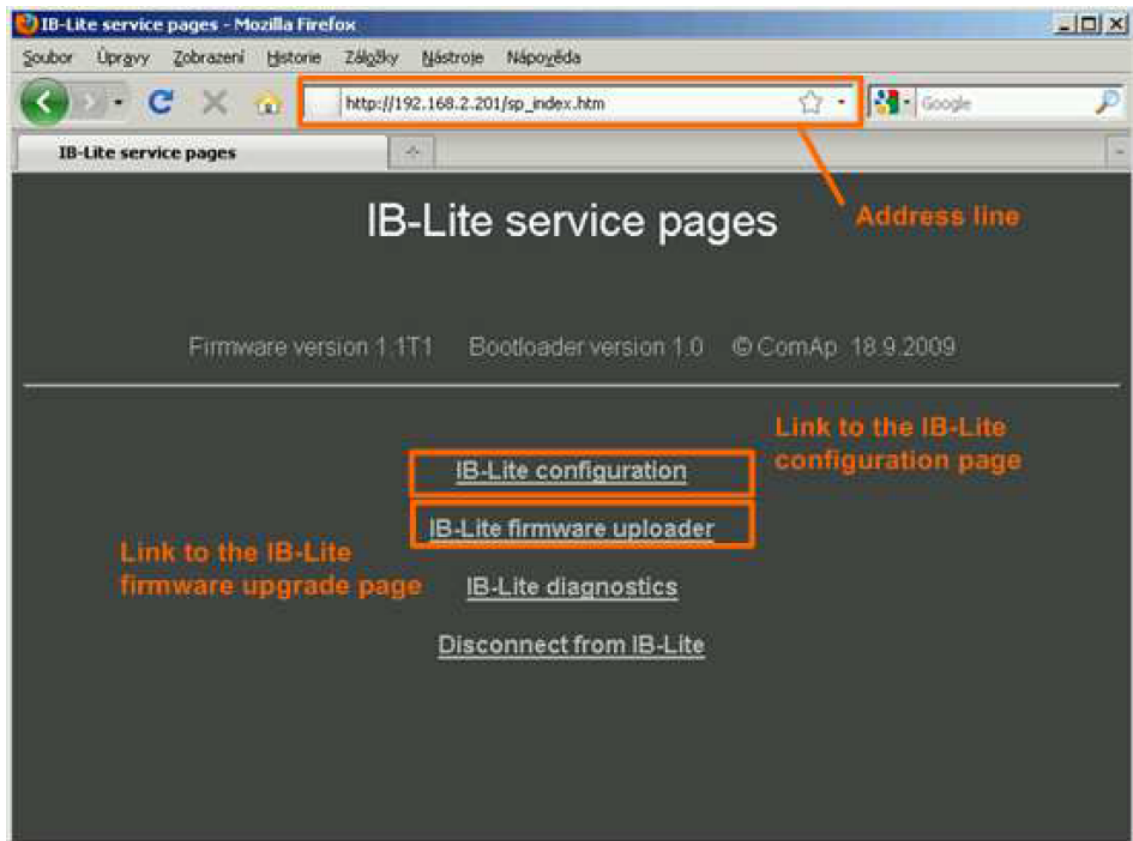 IB-Lite service pages - Mozilla Firefox
Soubor Úpravy Zobrazení Historie Záložky Nástroje Nápověda
http://192.168.2.201/sp_index.htm Google
IB-Lite service pages
IB-Lite service pages
Address line
Firmware version 1.1T1 Bootloader version 1.0 © ComAp 18.9.2009
Link to the IB-Lite
configuration page
IB-Lite configuration
IB-Lite firmware uploader
Link to the IB-Lite
firmware upgrade page
IB-Lite diagnostics
Disconnect from IB-Lite